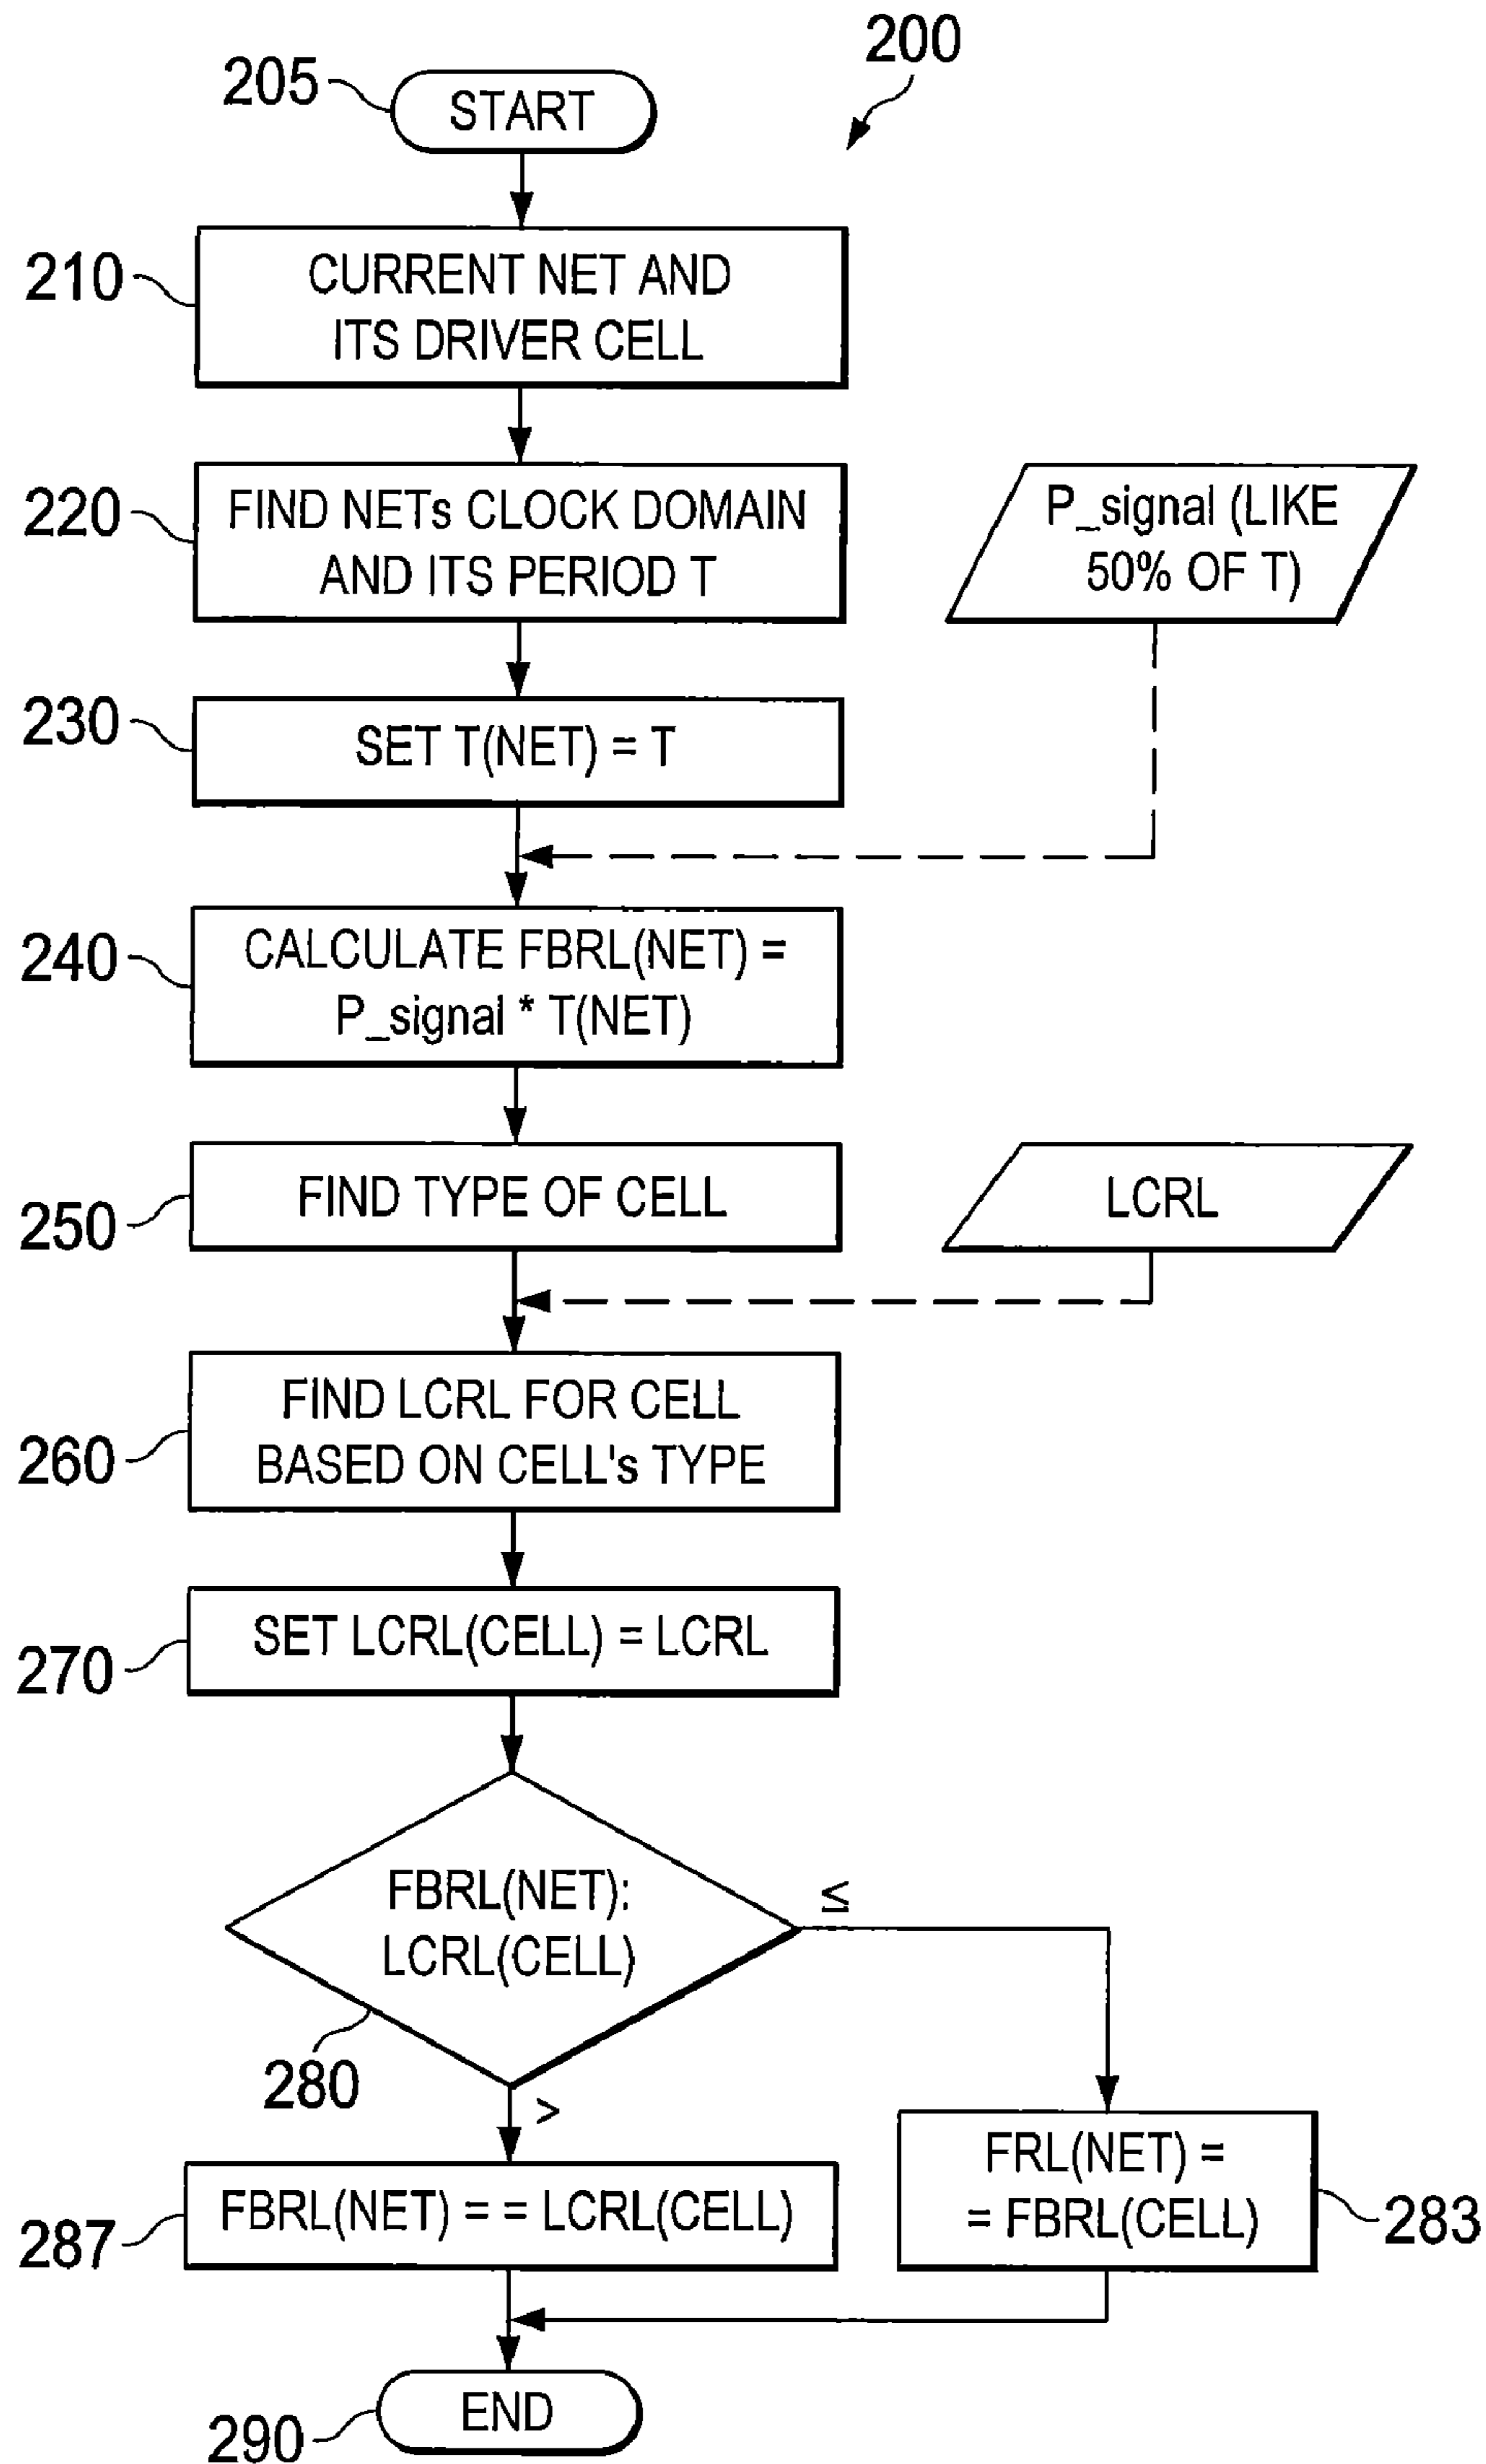 200
205
START
210
CURRENT NET AND
ITS DRIVER CELL
220
FIND NETs CLOCK DOMAIN
AND ITS PERIOD T
P_signal (LIKE
50% OF T)
230
SET T(NET) = T
240
CALCULATE FBRL(NET) =
P_signal * T(NET)
250
FIND TYPE OF CELL
LCRL
260
FIND LCRL FOR CELL
BASED ON CELL's TYPE
270
SET LCRL(CELL) = LCRL
FBRL(NET):
LCRL(CELL)
≤
280
>
FRL(NET) =
= FBRL(CELL)
283
287
FBRL(NET) = = LCRL(CELL)
290
END